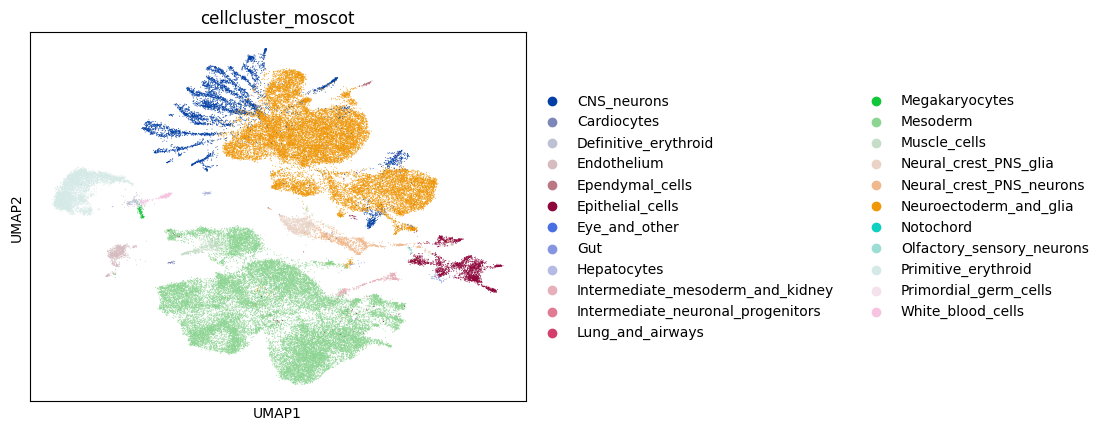 cellcluster_moscot
UMAP2
UMAP1
CNS_neurons
Cardiocytes
Definitive_erythroid
Endothelium
Ependymal_cells
Epithelial_cells
Eye_and_other
Gut
Hepatocytes
Intermediate_mesoderm_and_kidney
Intermediate_neuronal_progenitors
Lung_and_airways
Megakaryocytes
Mesoderm
Muscle_cells
Neural_crest_PNS_glia
Neural_crest_PNS_neurons
Neuroectoderm_and_glia
Notochord
Olfactory_sensory_neurons
Primitive_erythroid
Primordial_germ_cells
White_blood_cells